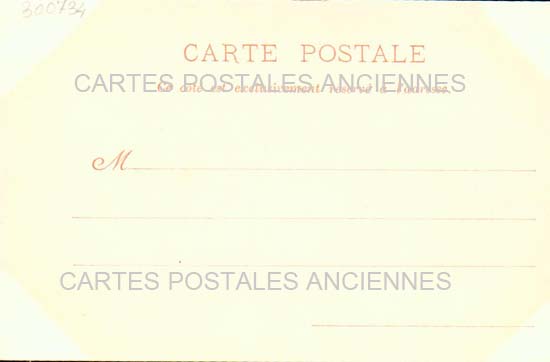 300734
CARTE POSTALE
CARTES POSTALES ANCIENNES
Ce côté est exclusivement réservé à l'adresse.
M
CARTES POSTALES ANCIENNES